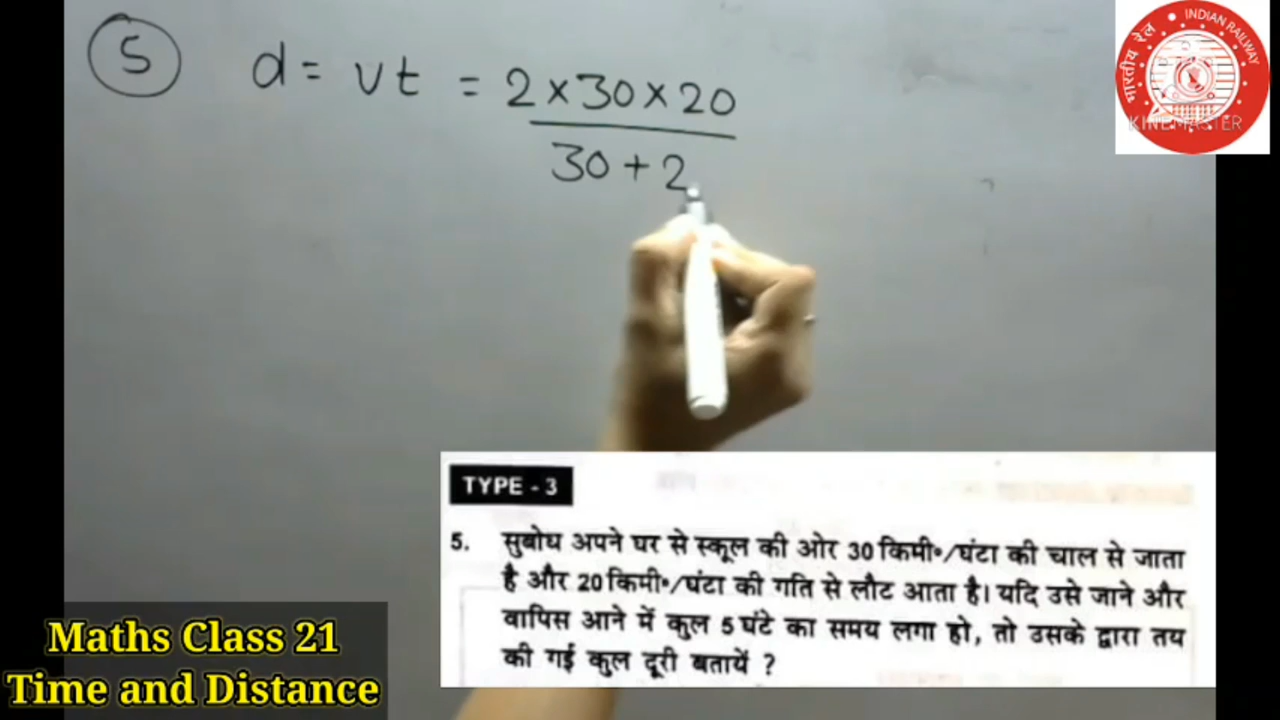 5 d = vt = 2×30×20
30+2
INDIAN RAILWAY
भारतीय रेल
KINEMASTER
TYPE - 3
5. सुबोध अपने घर से स्कूल की ओर 30 किमी॰/घंटा की चाल से जाता
है और 20 किमी॰/घंटा की गति से लौट आता है। यदि उसे जाने और
वापिस आने में कुल 5 घंटे का समय लगा हो, तो उसके द्वारा तय
की गई कुल दूरी बतायें ?
Maths Class 21
Time and Distance